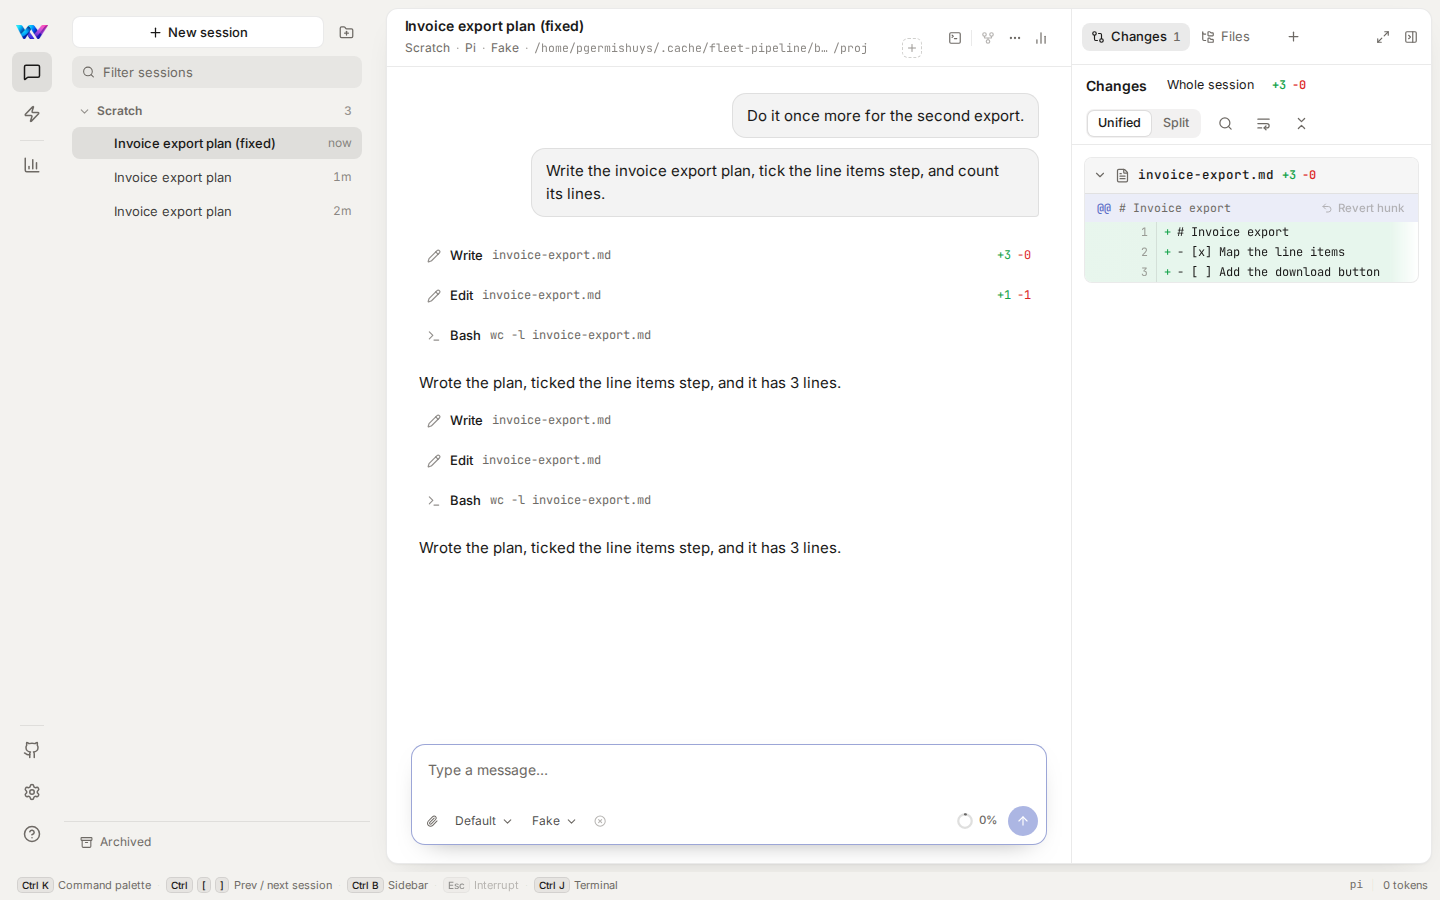 New session
Filter sessions
Scratch 3
Invoice export plan (fixed) now
Invoice export plan 1m
Invoice export plan 2m
Archived
Invoice export plan (fixed)
Scratch · Pi · Fake · /home/pgermishuys/.cache/fleet-pipeline/b… /proj
Do it once more for the second export.
Write the invoice export plan, tick the line items step, and count
its lines.
Write invoice-export.md +3 -0
Edit invoice-export.md +1 -1
Bash wc -l invoice-export.md
Wrote the plan, ticked the line items step, and it has 3 lines.
Write invoice-export.md
Edit invoice-export.md
Bash wc -l invoice-export.md
Wrote the plan, ticked the line items step, and it has 3 lines.
Type a message...
Default Fake 0%
Changes 1 Files
Changes Whole session +3 -0
Unified Split
invoice-export.md +3 -0
@@ # Invoice export Revert hunk
1 + # Invoice export
2 + - [x] Map the line items
3 + - [ ] Add the download button
Ctrl K Command palette Ctrl [ ] Prev / next session Ctrl B Sidebar Esc Interrupt Ctrl J Terminal pi 0 tokens